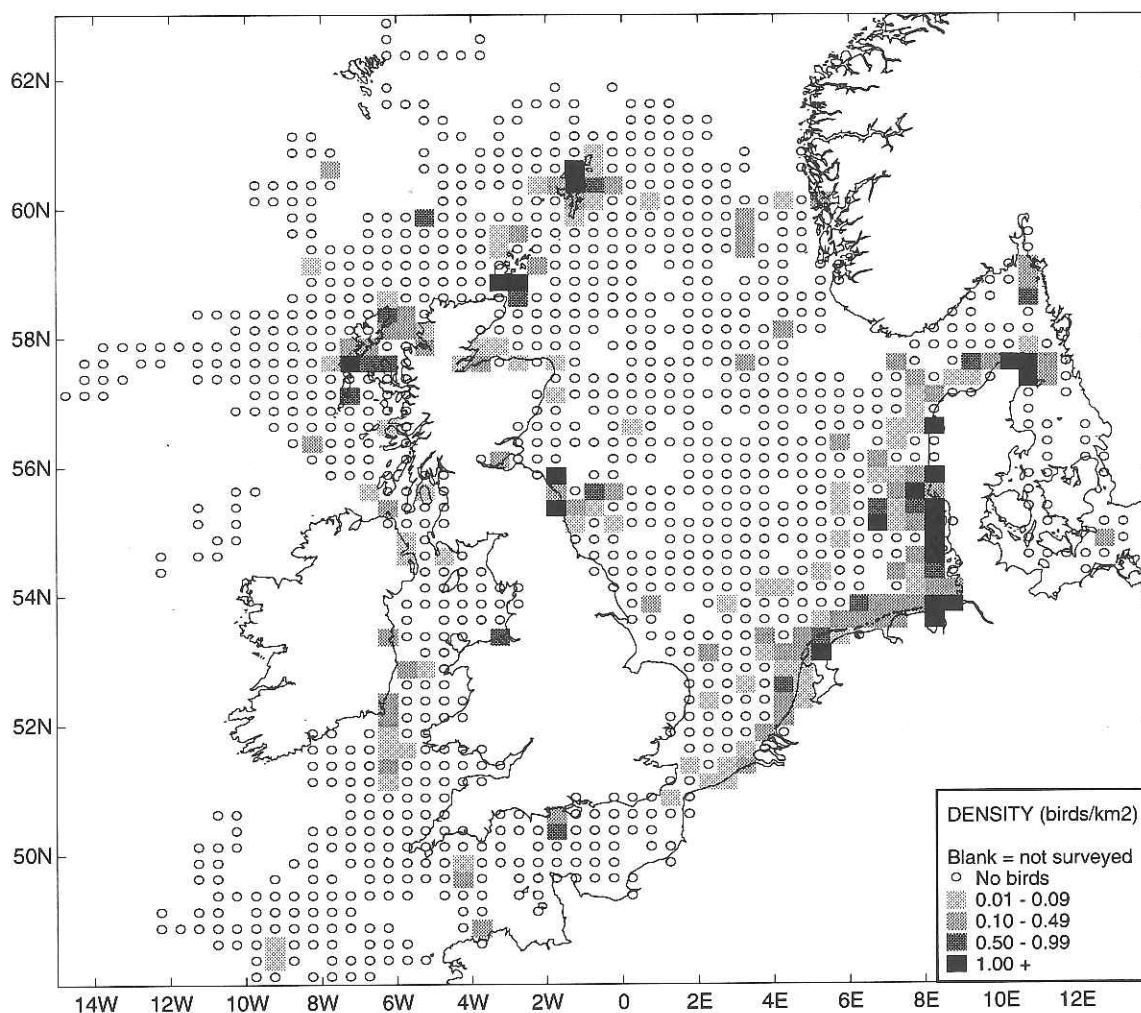 62N
60N
58N
56N
54N
52N
50N
14W 12W 10W 8W 6W 4W 2W 0 2E 4E 6E 8E 10E 12E
DENSITY (birds/km2)
Blank = not surveyed
No birds
0.01 - 0.09
0.10 - 0.49
0.50 - 0.99
1.00 +